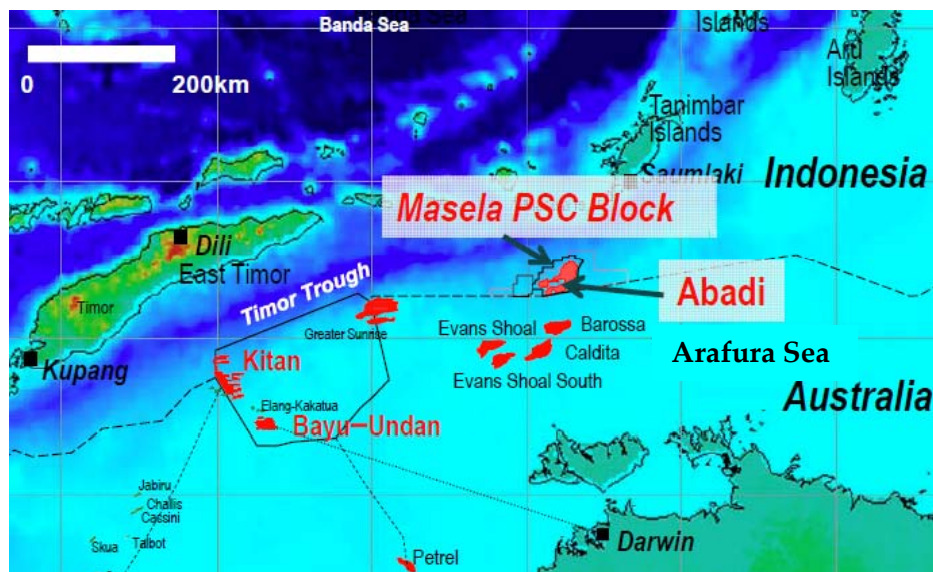 Banda Sea
Islands
Aru
Islands
0 200km
Tanimbar
Islands
Saumlaki
Indonesia
Masela PSC Block
Dili
East Timor
Timor Trough
Abadi
Timor
Greater Sunrise
Evans Shoal
Barossa
Caldita
Evans Shoal South
Arafura Sea
Kupang
Kitan
Australia
Elang-Kakatua
Bayu-Undan
Jabiru
Challis
Cassini
Skua
Talbot
Petrel
Darwin